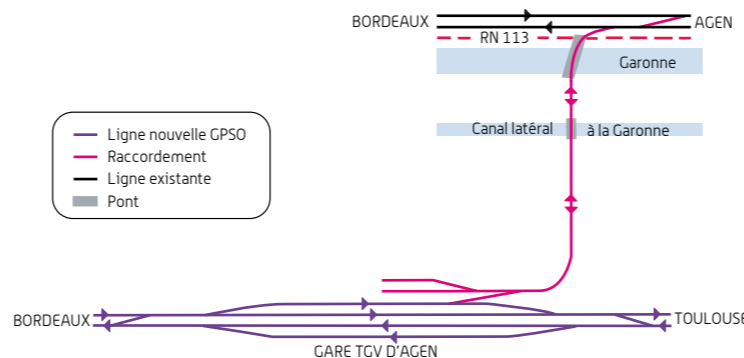 BORDEAUX
AGEN
RN 113
Garonne
Canal latéral à la Garonne
Ligne nouvelle GPSO
Raccordement
Ligne existante
Pont
BORDEAUX
TOULOUSE
GARE TGV D'AGEN